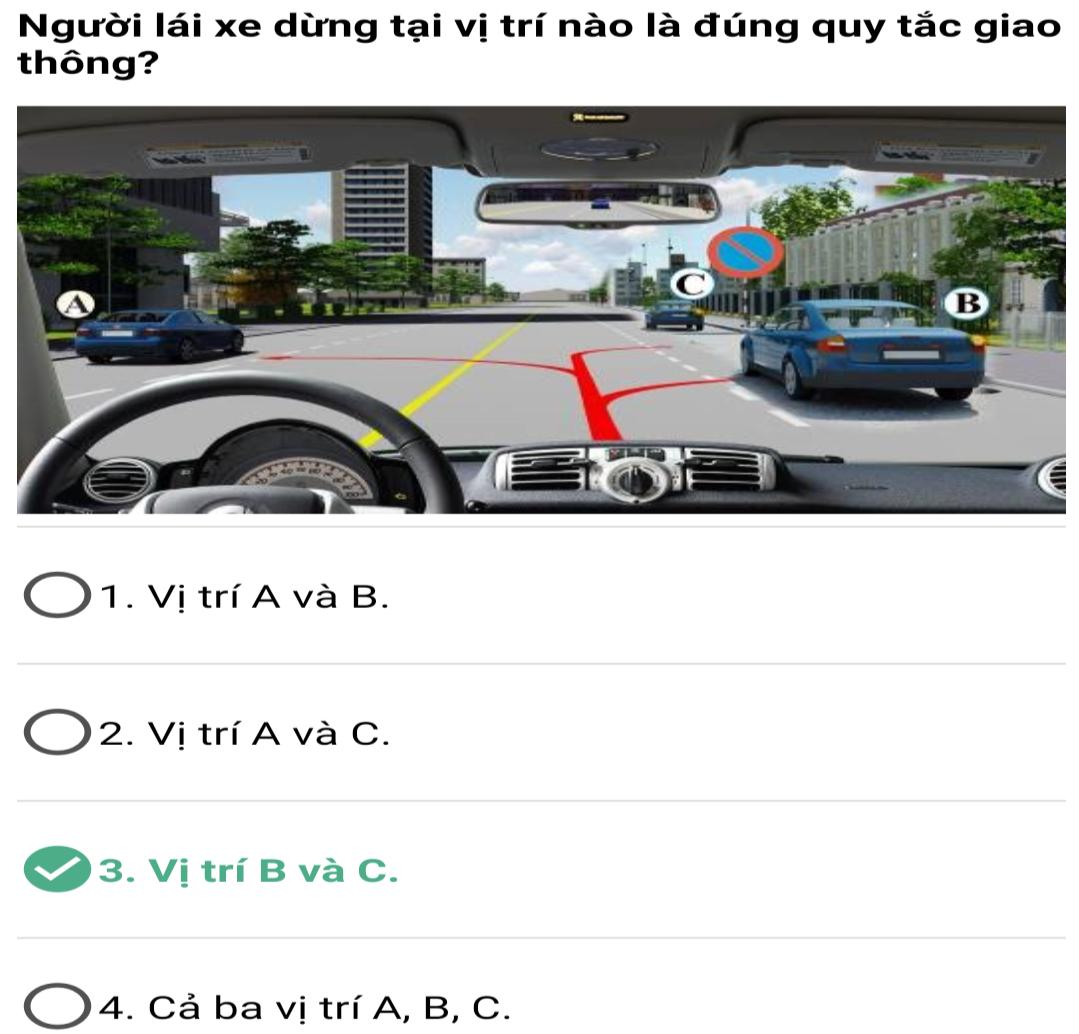 Người lái xe dừng tại vị trí nào là đúng quy tắc giao
thông?
A
C
B
1. Vị trí A và B.
2. Vị trí A và C.
3. Vị trí B và C.
4. Cả ba vị trí A, B, C.